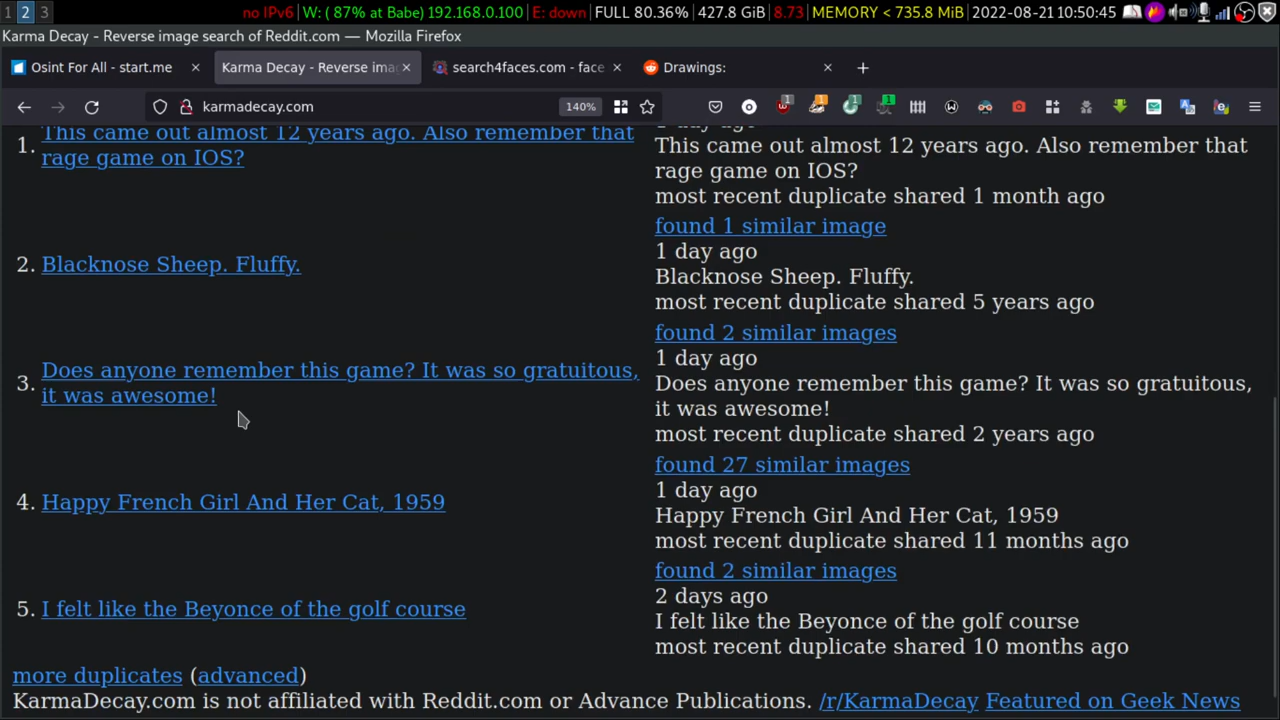 1 2 3 no IPv6 | W: ( 87% at Babe) 192.168.0.100 | E: down | FULL 80.36% | 427.8 GiB | 8.73 | MEMORY < 735.8 MiB | 2022-08-21 10:50:45
Karma Decay - Reverse image search of Reddit.com — Mozilla Firefox
Osint For All - start.me × Karma Decay - Reverse ima × search4faces.com - face × Drawings: × +
karmadecay.com 140%
1. This came out almost 12 years ago. Also remember that
rage game on IOS?
1 day ago
This came out almost 12 years ago. Also remember that
rage game on IOS?
most recent duplicate shared 1 month ago
found 1 similar image
1 day ago
2. Blacknose Sheep. Fluffy.
Blacknose Sheep. Fluffy.
most recent duplicate shared 5 years ago
found 2 similar images
1 day ago
3. Does anyone remember this game? It was so gratuitous,
it was awesome!
Does anyone remember this game? It was so gratuitous,
it was awesome!
most recent duplicate shared 2 years ago
found 27 similar images
1 day ago
4. Happy French Girl And Her Cat, 1959
Happy French Girl And Her Cat, 1959
most recent duplicate shared 11 months ago
found 2 similar images
2 days ago
5. I felt like the Beyonce of the golf course
I felt like the Beyonce of the golf course
most recent duplicate shared 10 months ago
more duplicates (advanced)
KarmaDecay.com is not affiliated with Reddit.com or Advance Publications. /r/KarmaDecay Featured on Geek News